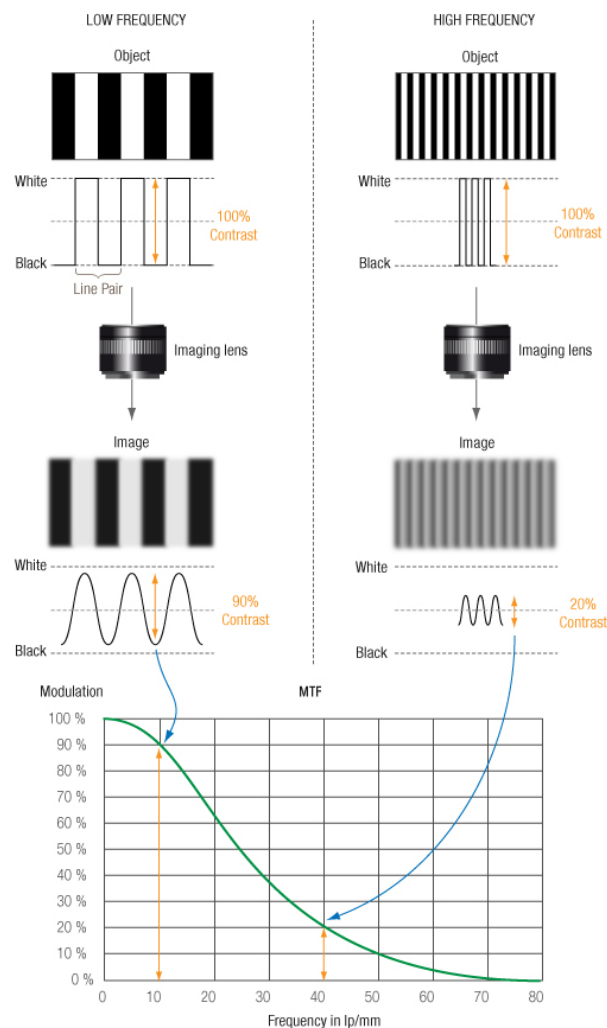 LOW FREQUENCY
HIGH FREQUENCY
Object
Object
White
100%
Contrast
Black
Line Pair
White
100%
Contrast
Black
Imaging lens
Imaging lens
Image
Image
White
90%
Contrast
Black
White
20%
Contrast
Black
Modulation
MTF
100 %
90 %
80 %
70 %
60 %
50 %
40 %
30 %
20 %
10 %
0 %
0 10 20 30 40 50 60 70 80
Frequency in lp/mm